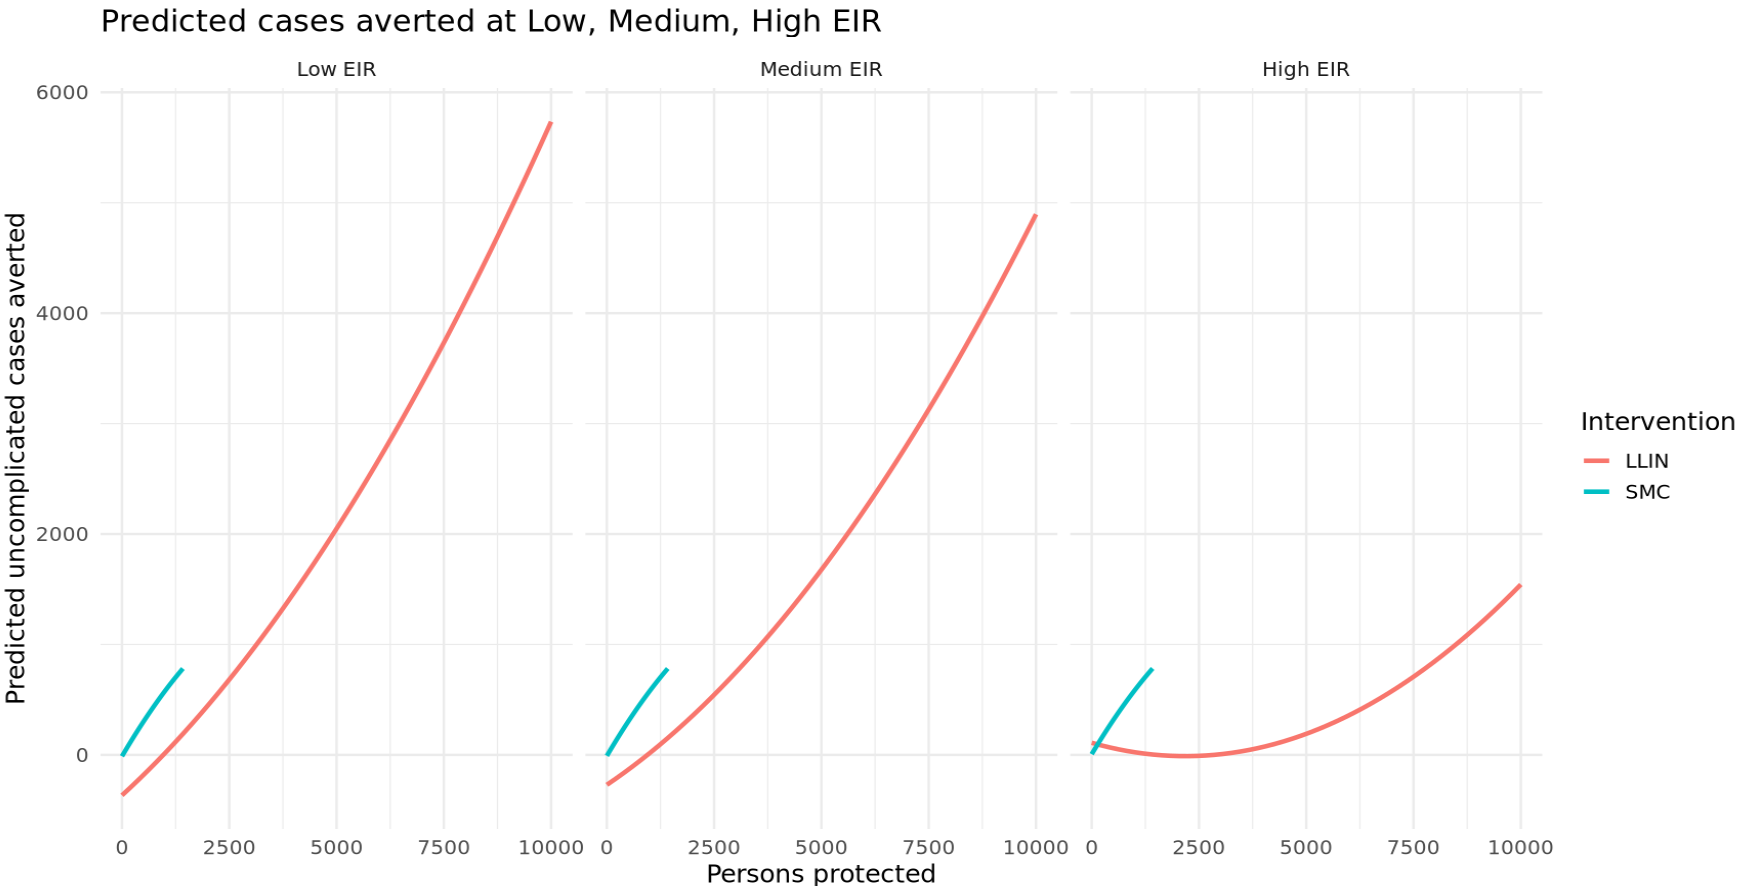 Predicted cases averted at Low, Medium, High EIR
Low EIR
Medium EIR
High EIR
Predicted uncomplicated cases averted
6000
4000
2000
0
0 2500 5000 7500 10000
0 2500 5000 7500 10000
0 2500 5000 7500 10000
Persons protected
Intervention
LLIN
SMC